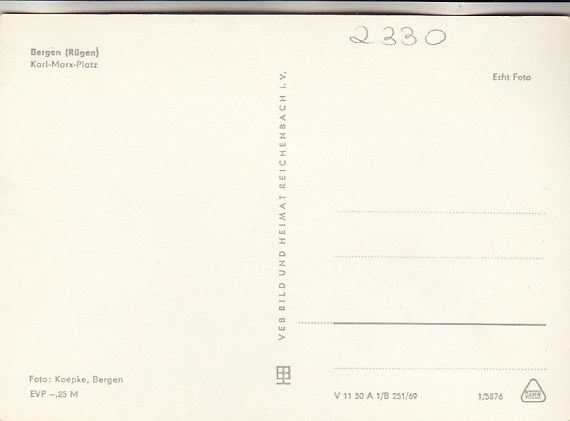 2330
Bergen (Rügen)
Karl-Marx-Platz
Echt Foto
VEB BILD UND HEIMAT REICHENBACH I. V.
Foto: Koepke, Bergen
EVP –,25 M
V 11 50 A 1/B 251/69
1/5876